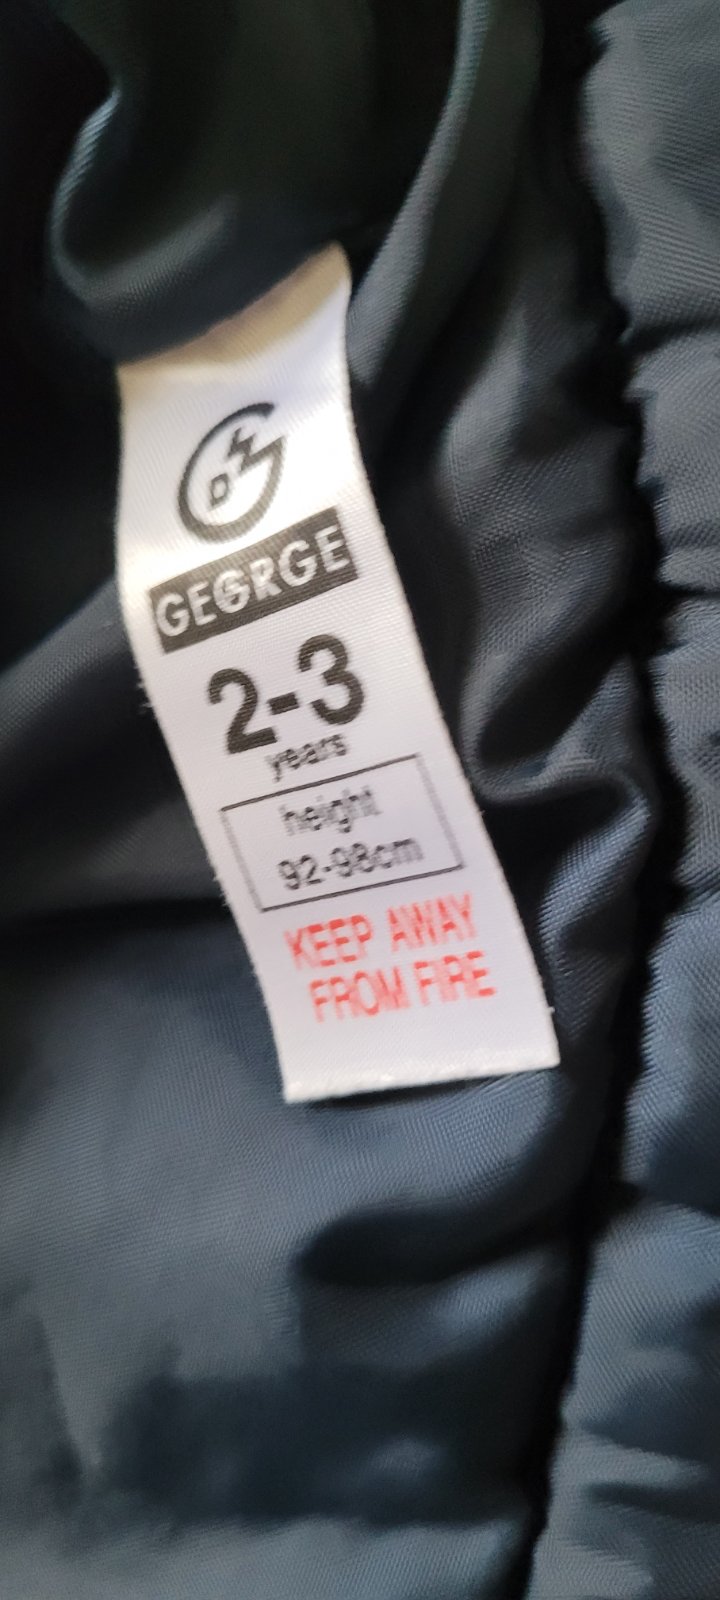 GEORGE
2-3
years
height
92-98cm
KEEP AWAY
FROM FIRE